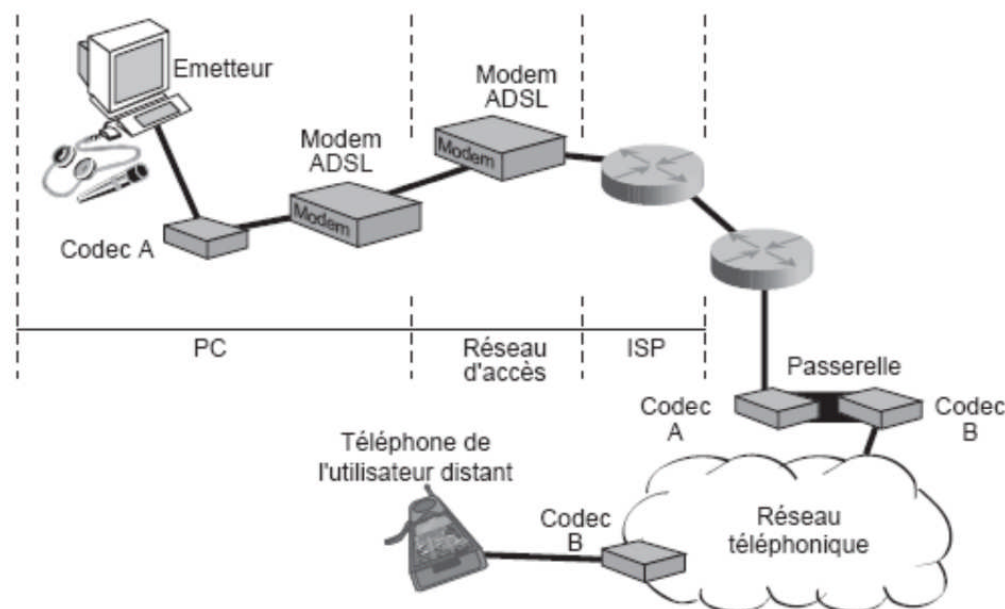 Emetteur
Modem
ADSL
Modem
ADSL
Modem
Modem
Codec A
PC
Réseau
d'accès
ISP
Passerelle
Codec
A
Codec
B
Téléphone de
l'utilisateur distant
Codec
B
Réseau
téléphonique